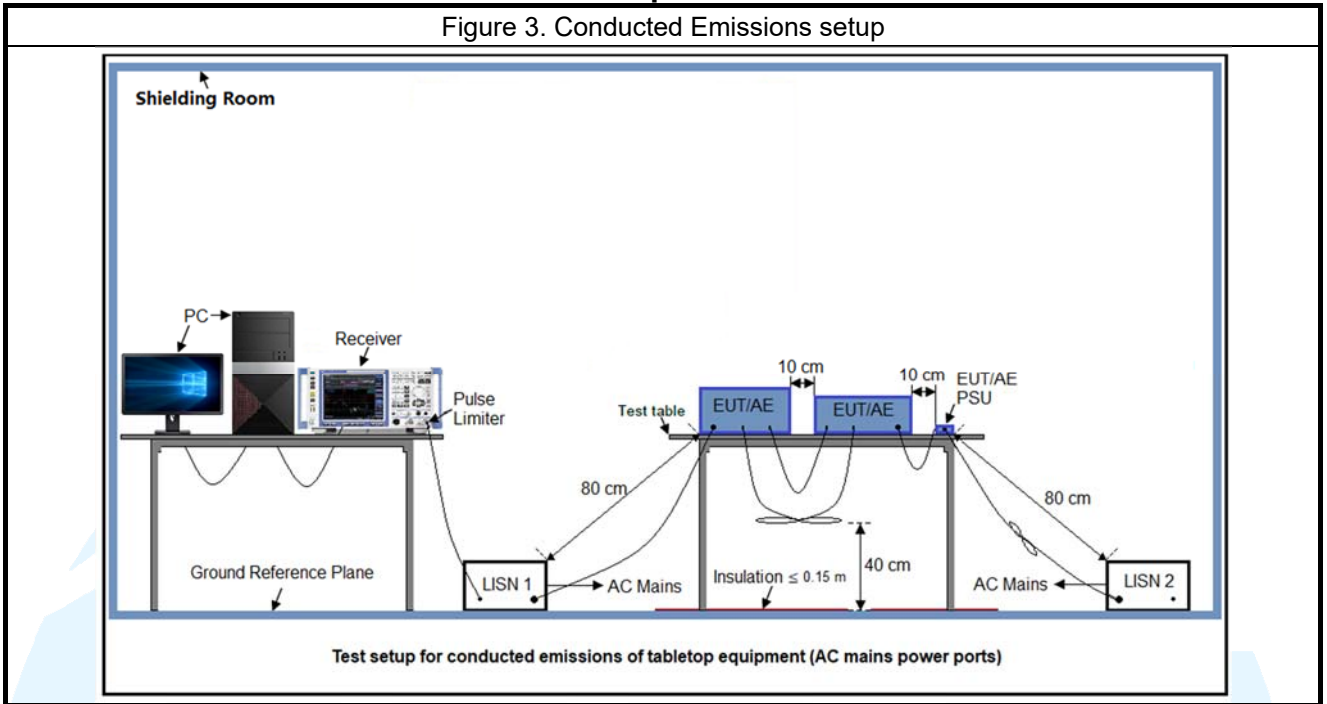 Figure 3. Conducted Emissions setup
Shielding Room
PC
Receiver
Pulse
Limiter
Test table
EUT/AE
10 cm
EUT/AE
10 cm
EUT/AE
PSU
80 cm
80 cm
40 cm
Ground Reference Plane
LISN 1
AC Mains
Insulation ≤ 0.15 m
AC Mains
LISN 2
Test setup for conducted emissions of tabletop equipment (AC mains power ports)